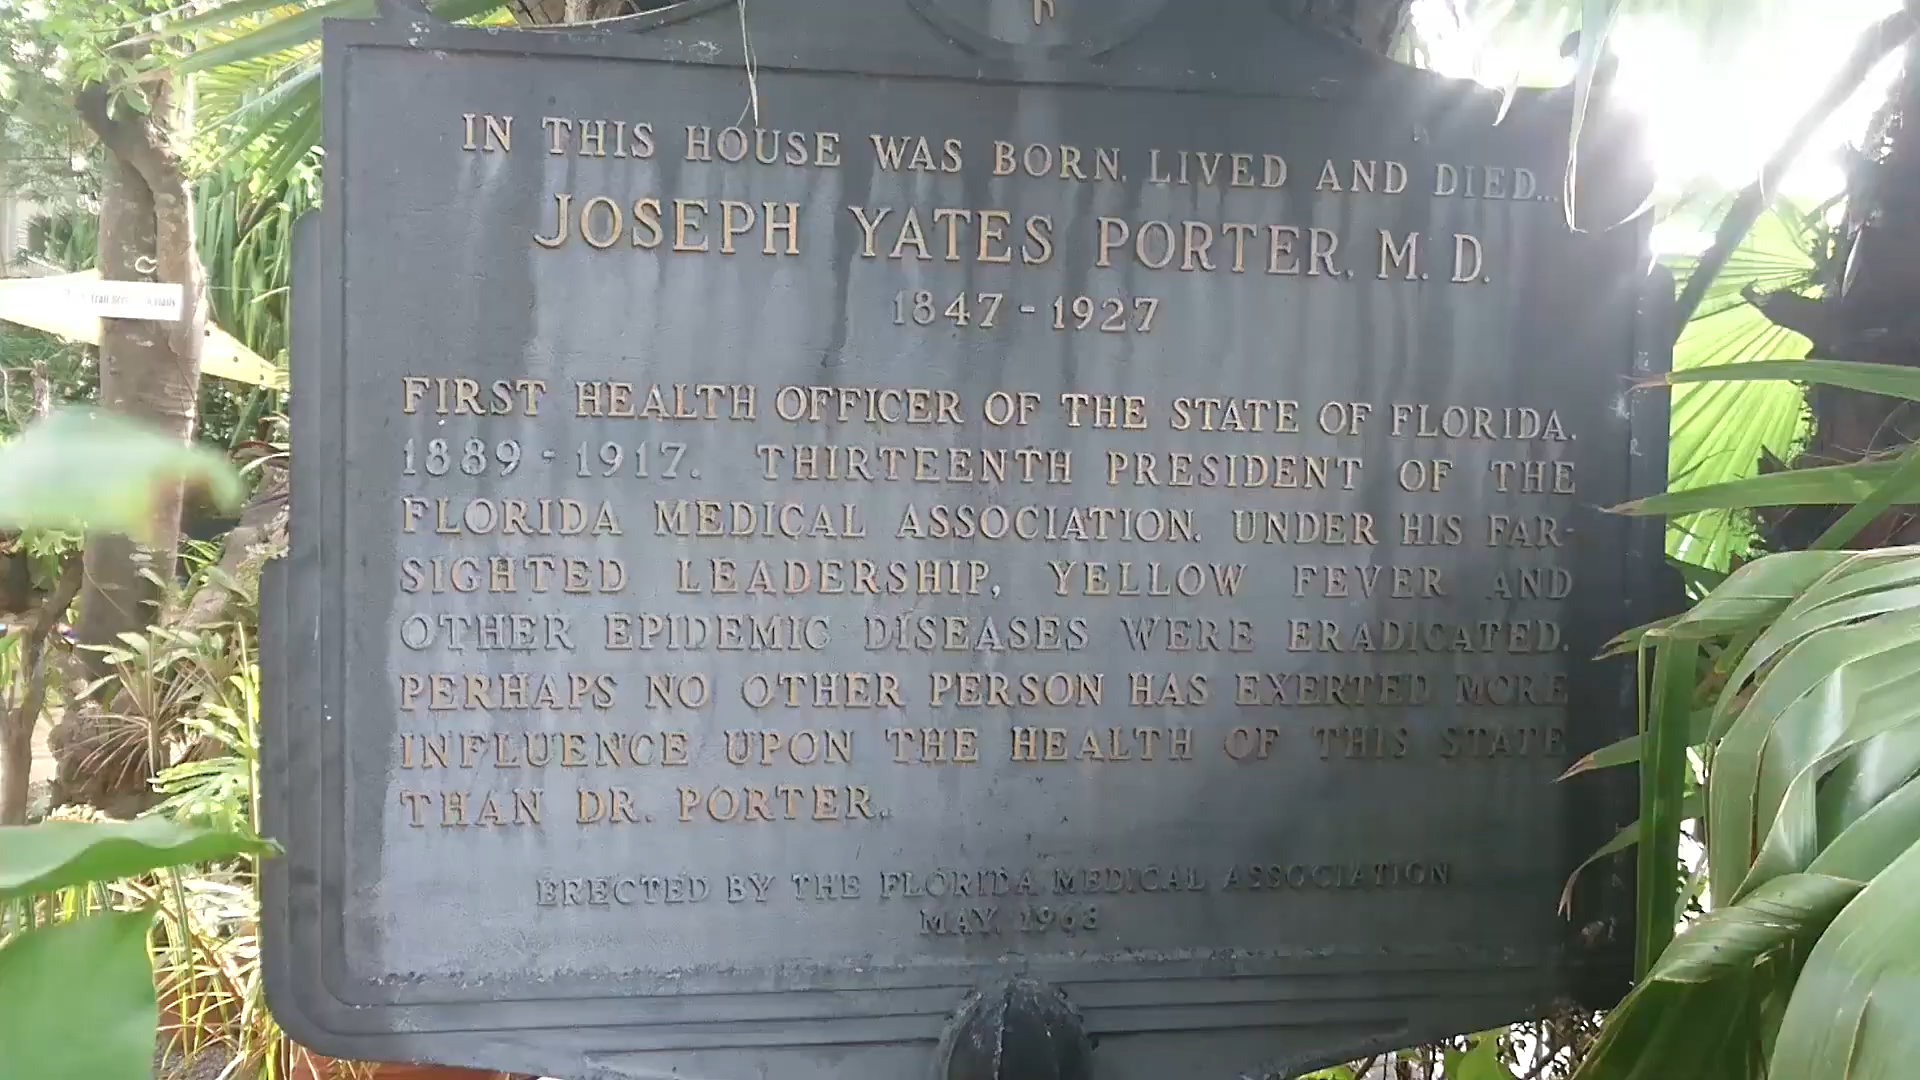 IN THIS HOUSE WAS BORN, LIVED AND DIED...
JOSEPH YATES PORTER, M. D.
1847 - 1927
FIRST HEALTH OFFICER OF THE STATE OF FLORIDA.
1889 - 1917. THIRTEENTH PRESIDENT OF THE
FLORIDA MEDICAL ASSOCIATION. UNDER HIS FAR-
SIGHTED LEADERSHIP, YELLOW FEVER AND
OTHER EPIDEMIC DISEASES WERE ERADICATED.
PERHAPS NO OTHER PERSON HAS EXERTED MORE
INFLUENCE UPON THE HEALTH OF THIS STATE
THAN DR. PORTER.
ERECTED BY THE FLORIDA MEDICAL ASSOCIATION
MAY, 1968